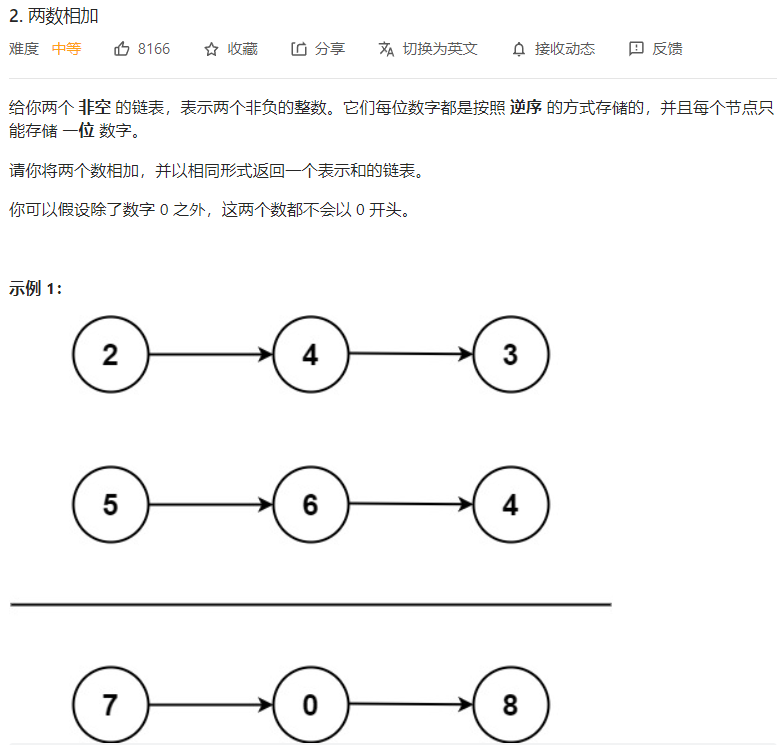 2. 两数相加
难度 中等 8166 收藏 分享 切换为英文 接收动态 反馈
给你两个 非空 的链表，表示两个非负的整数。它们每位数字都是按照 逆序 的方式存储的，并且每个节点只
能存储 一位 数字。
请你将两个数相加，并以相同形式返回一个表示和的链表。
你可以假设除了数字 0 之外，这两个数都不会以 0 开头。
示例 1：
2 4 3
5 6 4
7 0 8